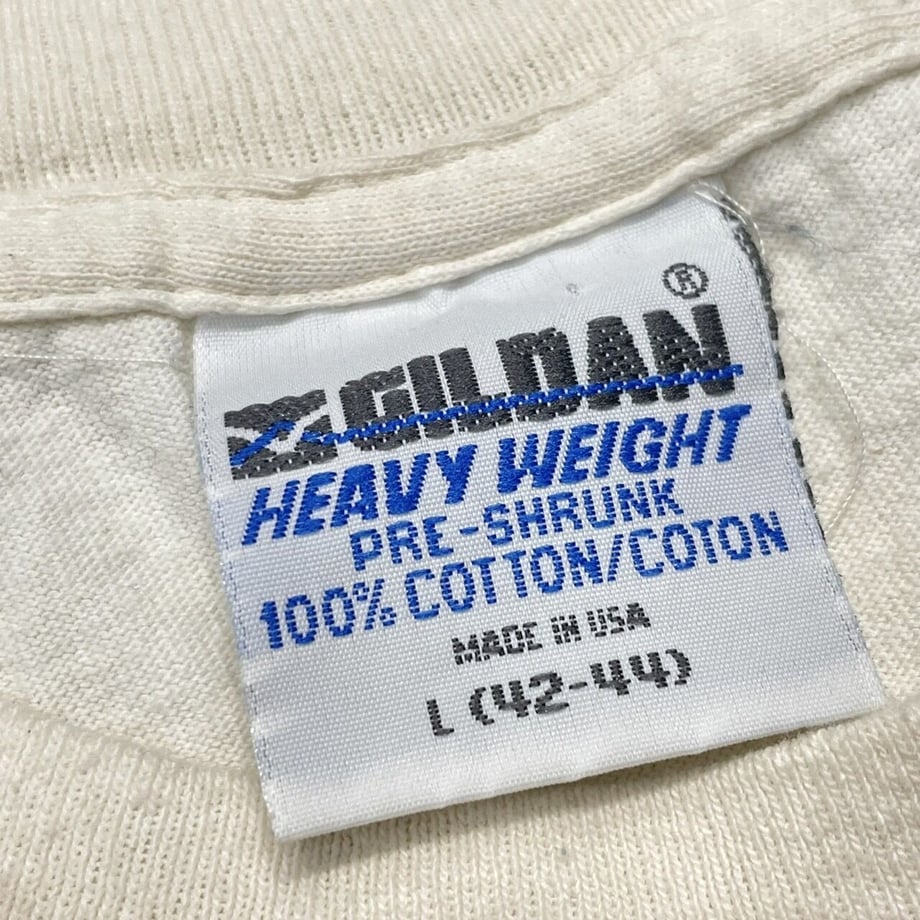 ®
GILDAN
HEAVY WEIGHT
PRE-SHRUNK
100% COTTON/COTON
MADE IN USA
L (42-44)